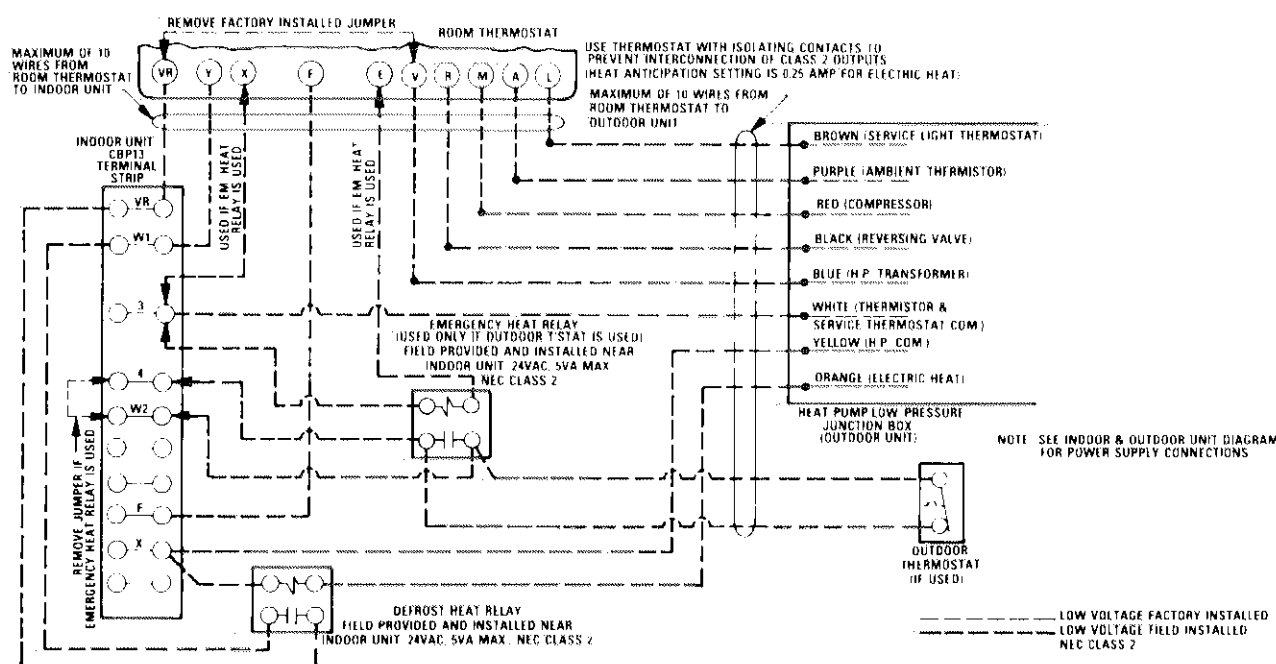 REMOVE FACTORY INSTALLED JUMPER
ROOM THERMOSTAT
MAXIMUM OF 10
WIRES FROM
ROOM THERMOSTAT
TO INDOOR UNIT
VR Y X F E V R M A L
USE THERMOSTAT WITH ISOLATING CONTACTS TO
PREVENT INTERCONNECTION OF CLASS 2 OUTPUTS
(HEAT ANTICIPATION SETTING IS 0.25 AMP FOR ELECTRIC HEAT)
MAXIMUM OF 10 WIRES FROM
ROOM THERMOSTAT TO
OUTDOOR UNIT
INDOOR UNIT
CBP13
TERMINAL
STRIP
VR
W1
3
4
W2
F
X
USED IF EM HEAT
RELAY IS USED
USED IF EM HEAT
RELAY IS USED
BROWN (SERVICE LIGHT THERMOSTAT)
PURPLE (AMBIENT THERMISTOR)
RED (COMPRESSOR)
BLACK (REVERSING VALVE)
BLUE (H.P. TRANSFORMER)
WHITE (THERMISTOR &
SERVICE THERMOSTAT COM.)
YELLOW (H.P. COM.)
ORANGE (ELECTRIC HEAT)
HEAT PUMP LOW PRESSURE
JUNCTION BOX
(OUTDOOR UNIT)
EMERGENCY HEAT RELAY
(USED ONLY IF OUTDOOR T'STAT IS USED)
FIELD PROVIDED AND INSTALLED NEAR
INDOOR UNIT 24VAC, 5VA MAX
NEC CLASS 2
NOTE SEE INDOOR & OUTDOOR UNIT DIAGRAM
FOR POWER SUPPLY CONNECTIONS
REMOVE JUMPER IF
EMERGENCY HEAT RELAY IS USED
OUTDOOR
THERMOSTAT
(IF USED)
DEFROST HEAT RELAY
FIELD PROVIDED AND INSTALLED NEAR
INDOOR UNIT 24VAC, 5VA MAX., NEC CLASS 2
LOW VOLTAGE FACTORY INSTALLED
LOW VOLTAGE FIELD INSTALLED
NEC CLASS 2